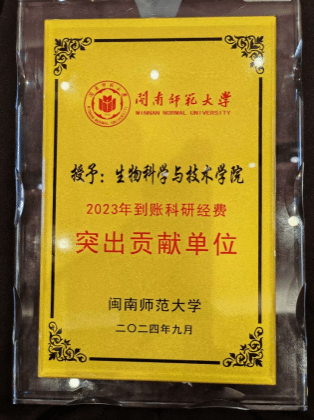 闽南师范大学
MINNAN NORMAL UNIVERSITY
授予：生物科学与技术学院
2023年到账科研经费
突出贡献单位
闽南师范大学
二〇二四年九月